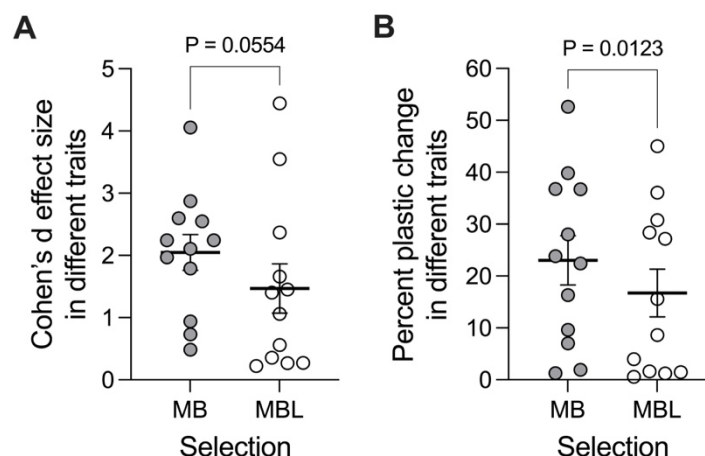 A
P = 0.0554
Cohen's d effect size
in different traits
5
4
3
2
1
0
MB
MBL
Selection
B
P = 0.0123
Percent plastic change
in different traits
60
50
40
30
20
10
0
MB
MBL
Selection